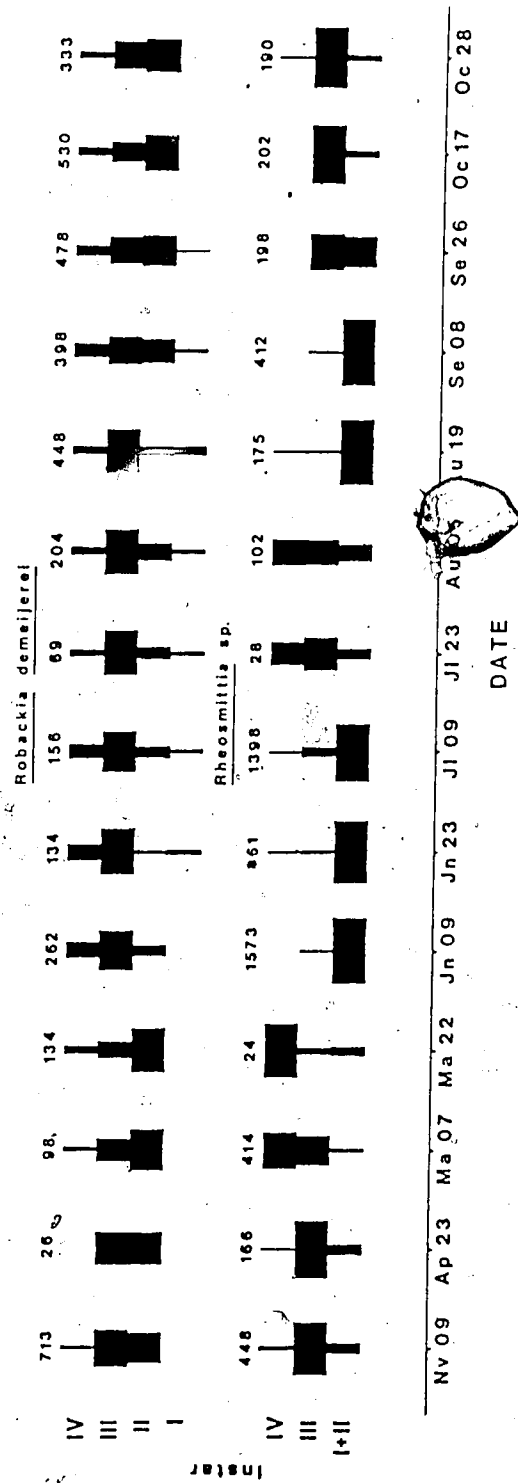 Robackia demeijerei
713 26 98 134 262 134 156 69 204 448 398 478 530 333
IV
III
II
I
Rheosmittia sp.
448 166 414 24 1573 861 1398 28 102 175 412 198 202 190
IV
III
I+II
Instar
Nv 09 Ap 23 Ma 07 Ma 22 Jn 09 Jn 23 Jl 09 Jl 23 Au 05 u 19 Se 08 Se 26 Oc 17 Oc 28
DATE